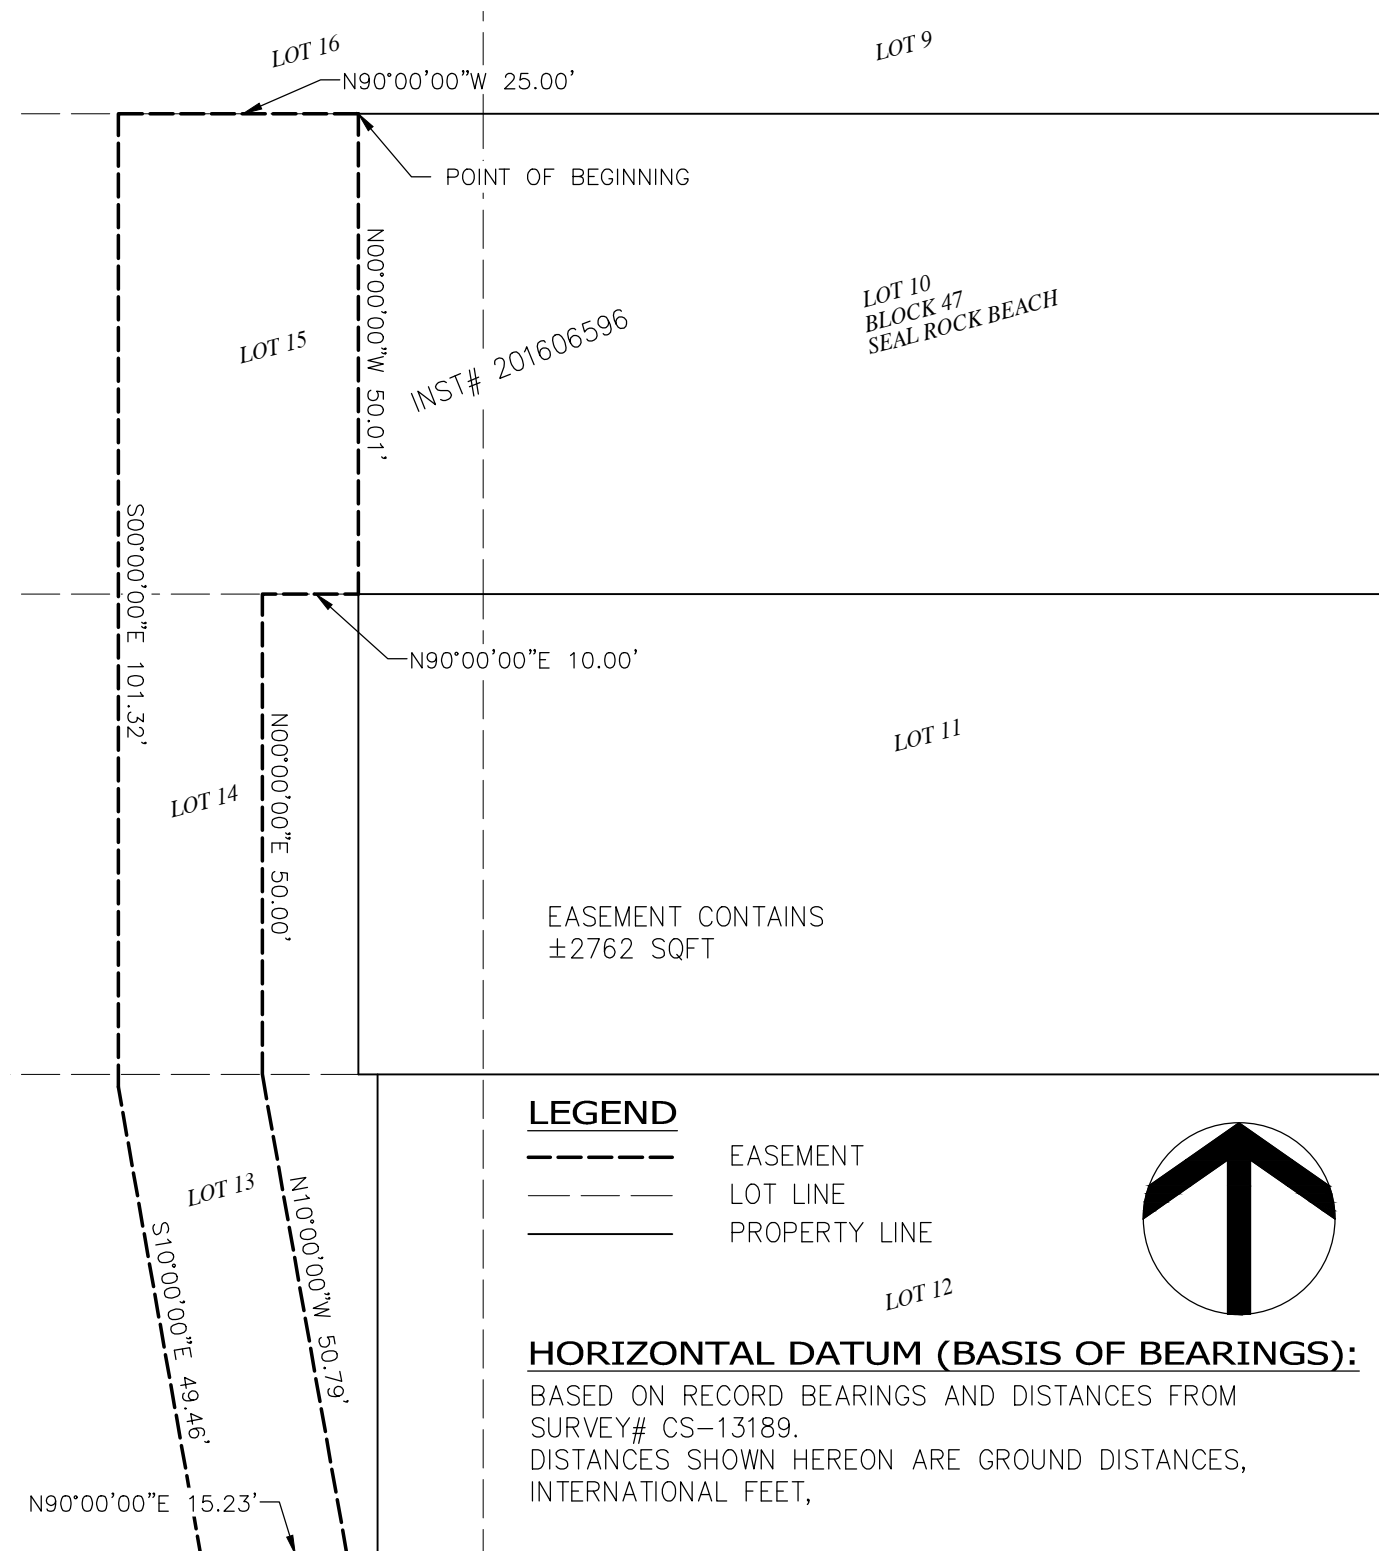 LOT 16
LOT 9
N90°00'00"W 25.00'
POINT OF BEGINNING
N00°00'00"W 50.01'
LOT 10
BLOCK 47
SEAL ROCK BEACH
LOT 15
INST# 201606596
S00°00'00"E 101.32'
N90°00'00"E 10.00'
N00°00'00"E 50.00'
LOT 11
LOT 14
EASEMENT CONTAINS
±2762 SQFT
LEGEND
EASEMENT
LOT LINE
PROPERTY LINE
LOT 13
N10°00'00"W 50.79'
S10°00'00"E 49.46'
LOT 12
HORIZONTAL DATUM (BASIS OF BEARINGS):
BASED ON RECORD BEARINGS AND DISTANCES FROM
SURVEY# CS-13189.
DISTANCES SHOWN HEREON ARE GROUND DISTANCES,
INTERNATIONAL FEET,
N90°00'00"E 15.23'